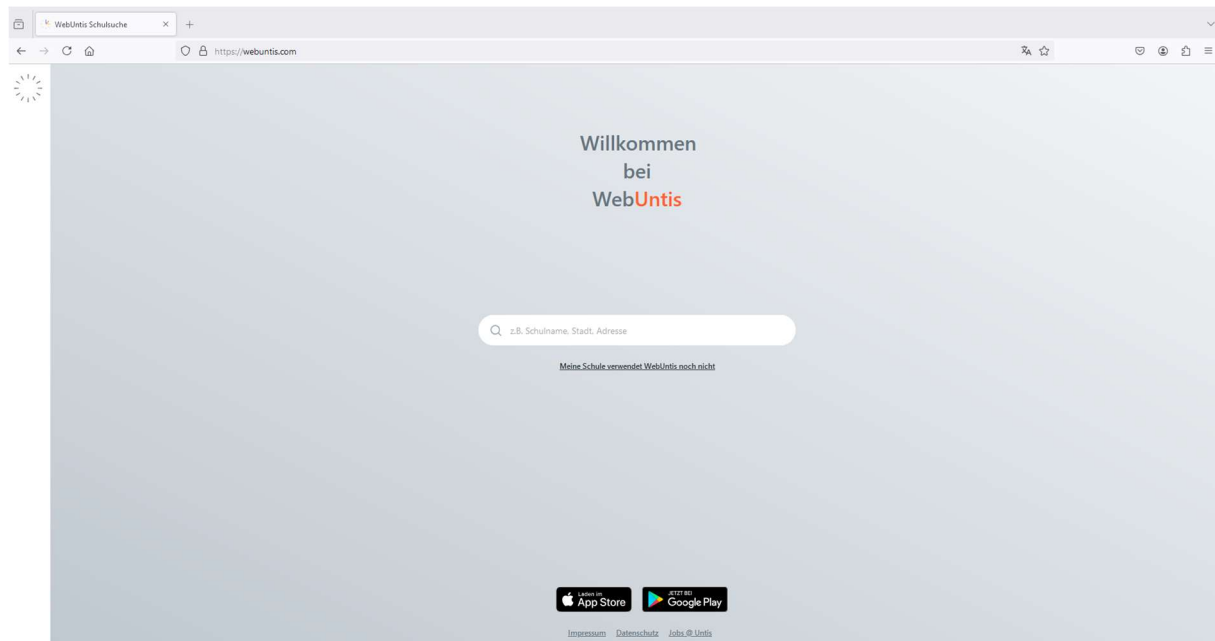 WebUntis Schulsuche
https://webuntis.com
Willkommen
bei
WebUntis
z.B. Schulname, Stadt, Adresse
Meine Schule verwendet WebUntis noch nicht
Laden im
App Store
JETZT BEI
Google Play
Impressum Datenschutz Jobs @ Untis